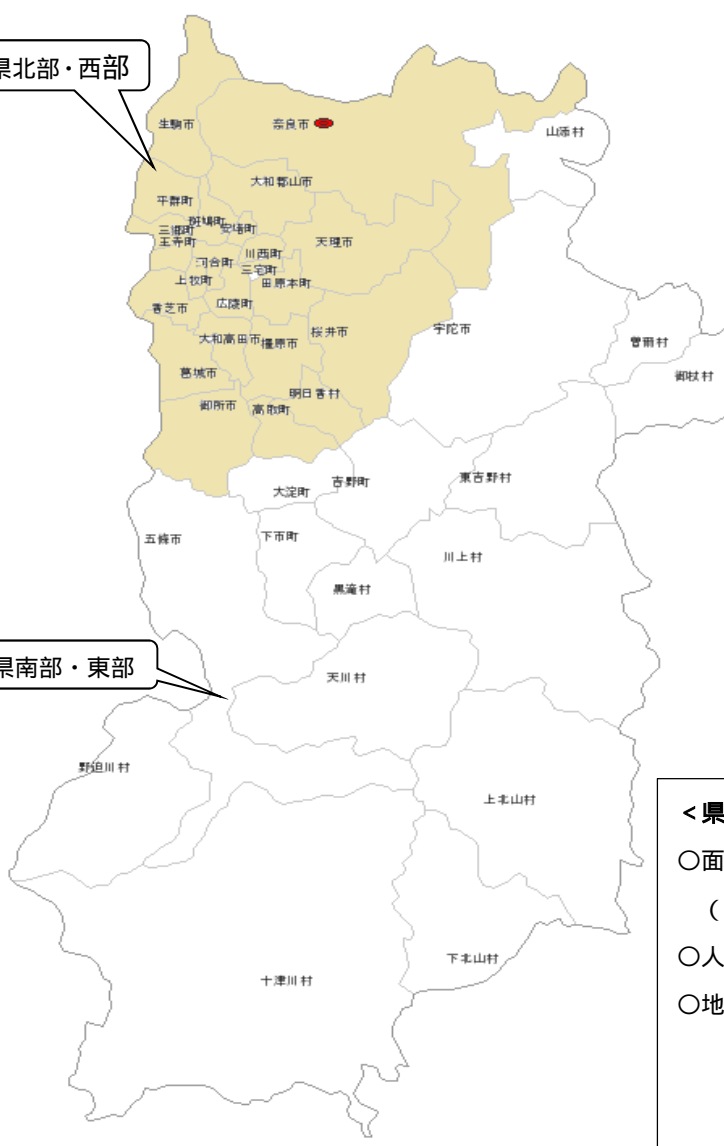 県北部・西部
生駒市
奈良市
山添村
大和郡山市
平群町
斑鳩町
安堵町
三郷町
王寺町
天理市
川西町
河合町
三宅町
上牧町
田原本町
香芝市
広陵町
大和高田市
橿原市
桜井市
宇陀市
曽爾村
御杖村
葛城市
明日香村
御所市
高取町
吉野町
東吉野村
大淀町
五條市
下市町
川上村
黒滝村
県南部・東部
天川村
野迫川村
上北山村
下北山村
十津川村
<県
○面
（
○人
○地